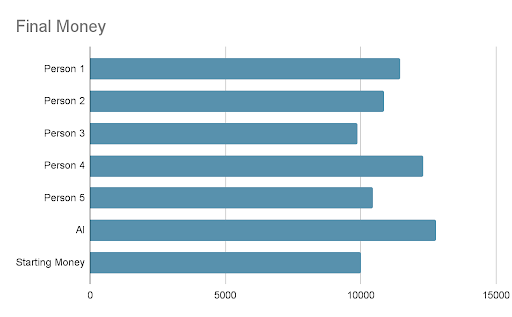 Final Money
Person 1
Person 2
Person 3
Person 4
Person 5
AI
Starting Money
0 5000 10000 15000